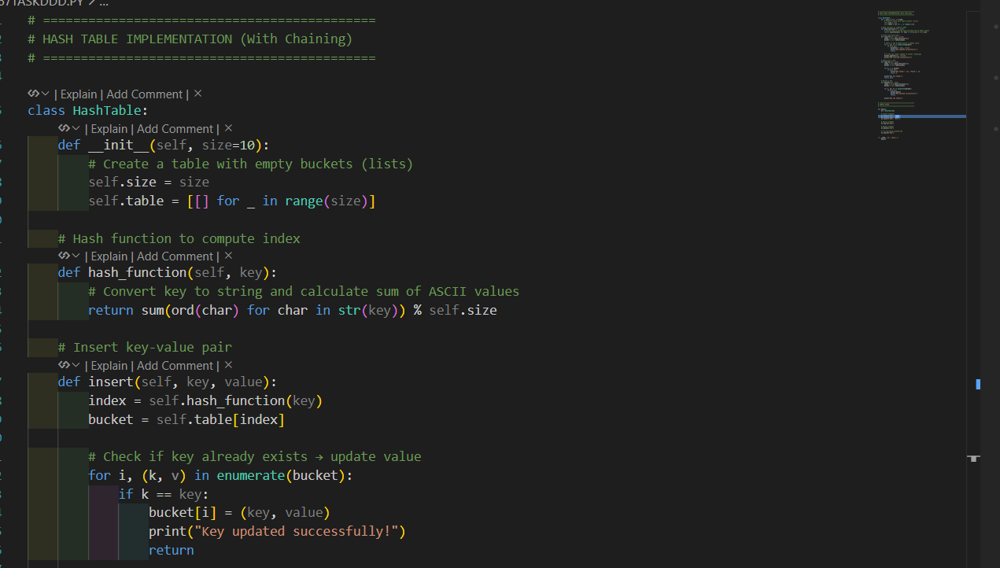 67TASKDDD.PY > ...
# ============================================
# HASH TABLE IMPLEMENTATION (With Chaining)
# ============================================
| Explain | Add Comment | ×
class HashTable:
| Explain | Add Comment | ×
def __init__(self, size=10):
# Create a table with empty buckets (lists)
self.size = size
self.table = [[] for _ in range(size)]
# Hash function to compute index
| Explain | Add Comment | ×
def hash_function(self, key):
# Convert key to string and calculate sum of ASCII values
return sum(ord(char) for char in str(key)) % self.size
# Insert key-value pair
| Explain | Add Comment | ×
def insert(self, key, value):
index = self.hash_function(key)
bucket = self.table[index]
# Check if key already exists → update value
for i, (k, v) in enumerate(bucket):
if k == key:
bucket[i] = (key, value)
print("Key updated successfully!")
return